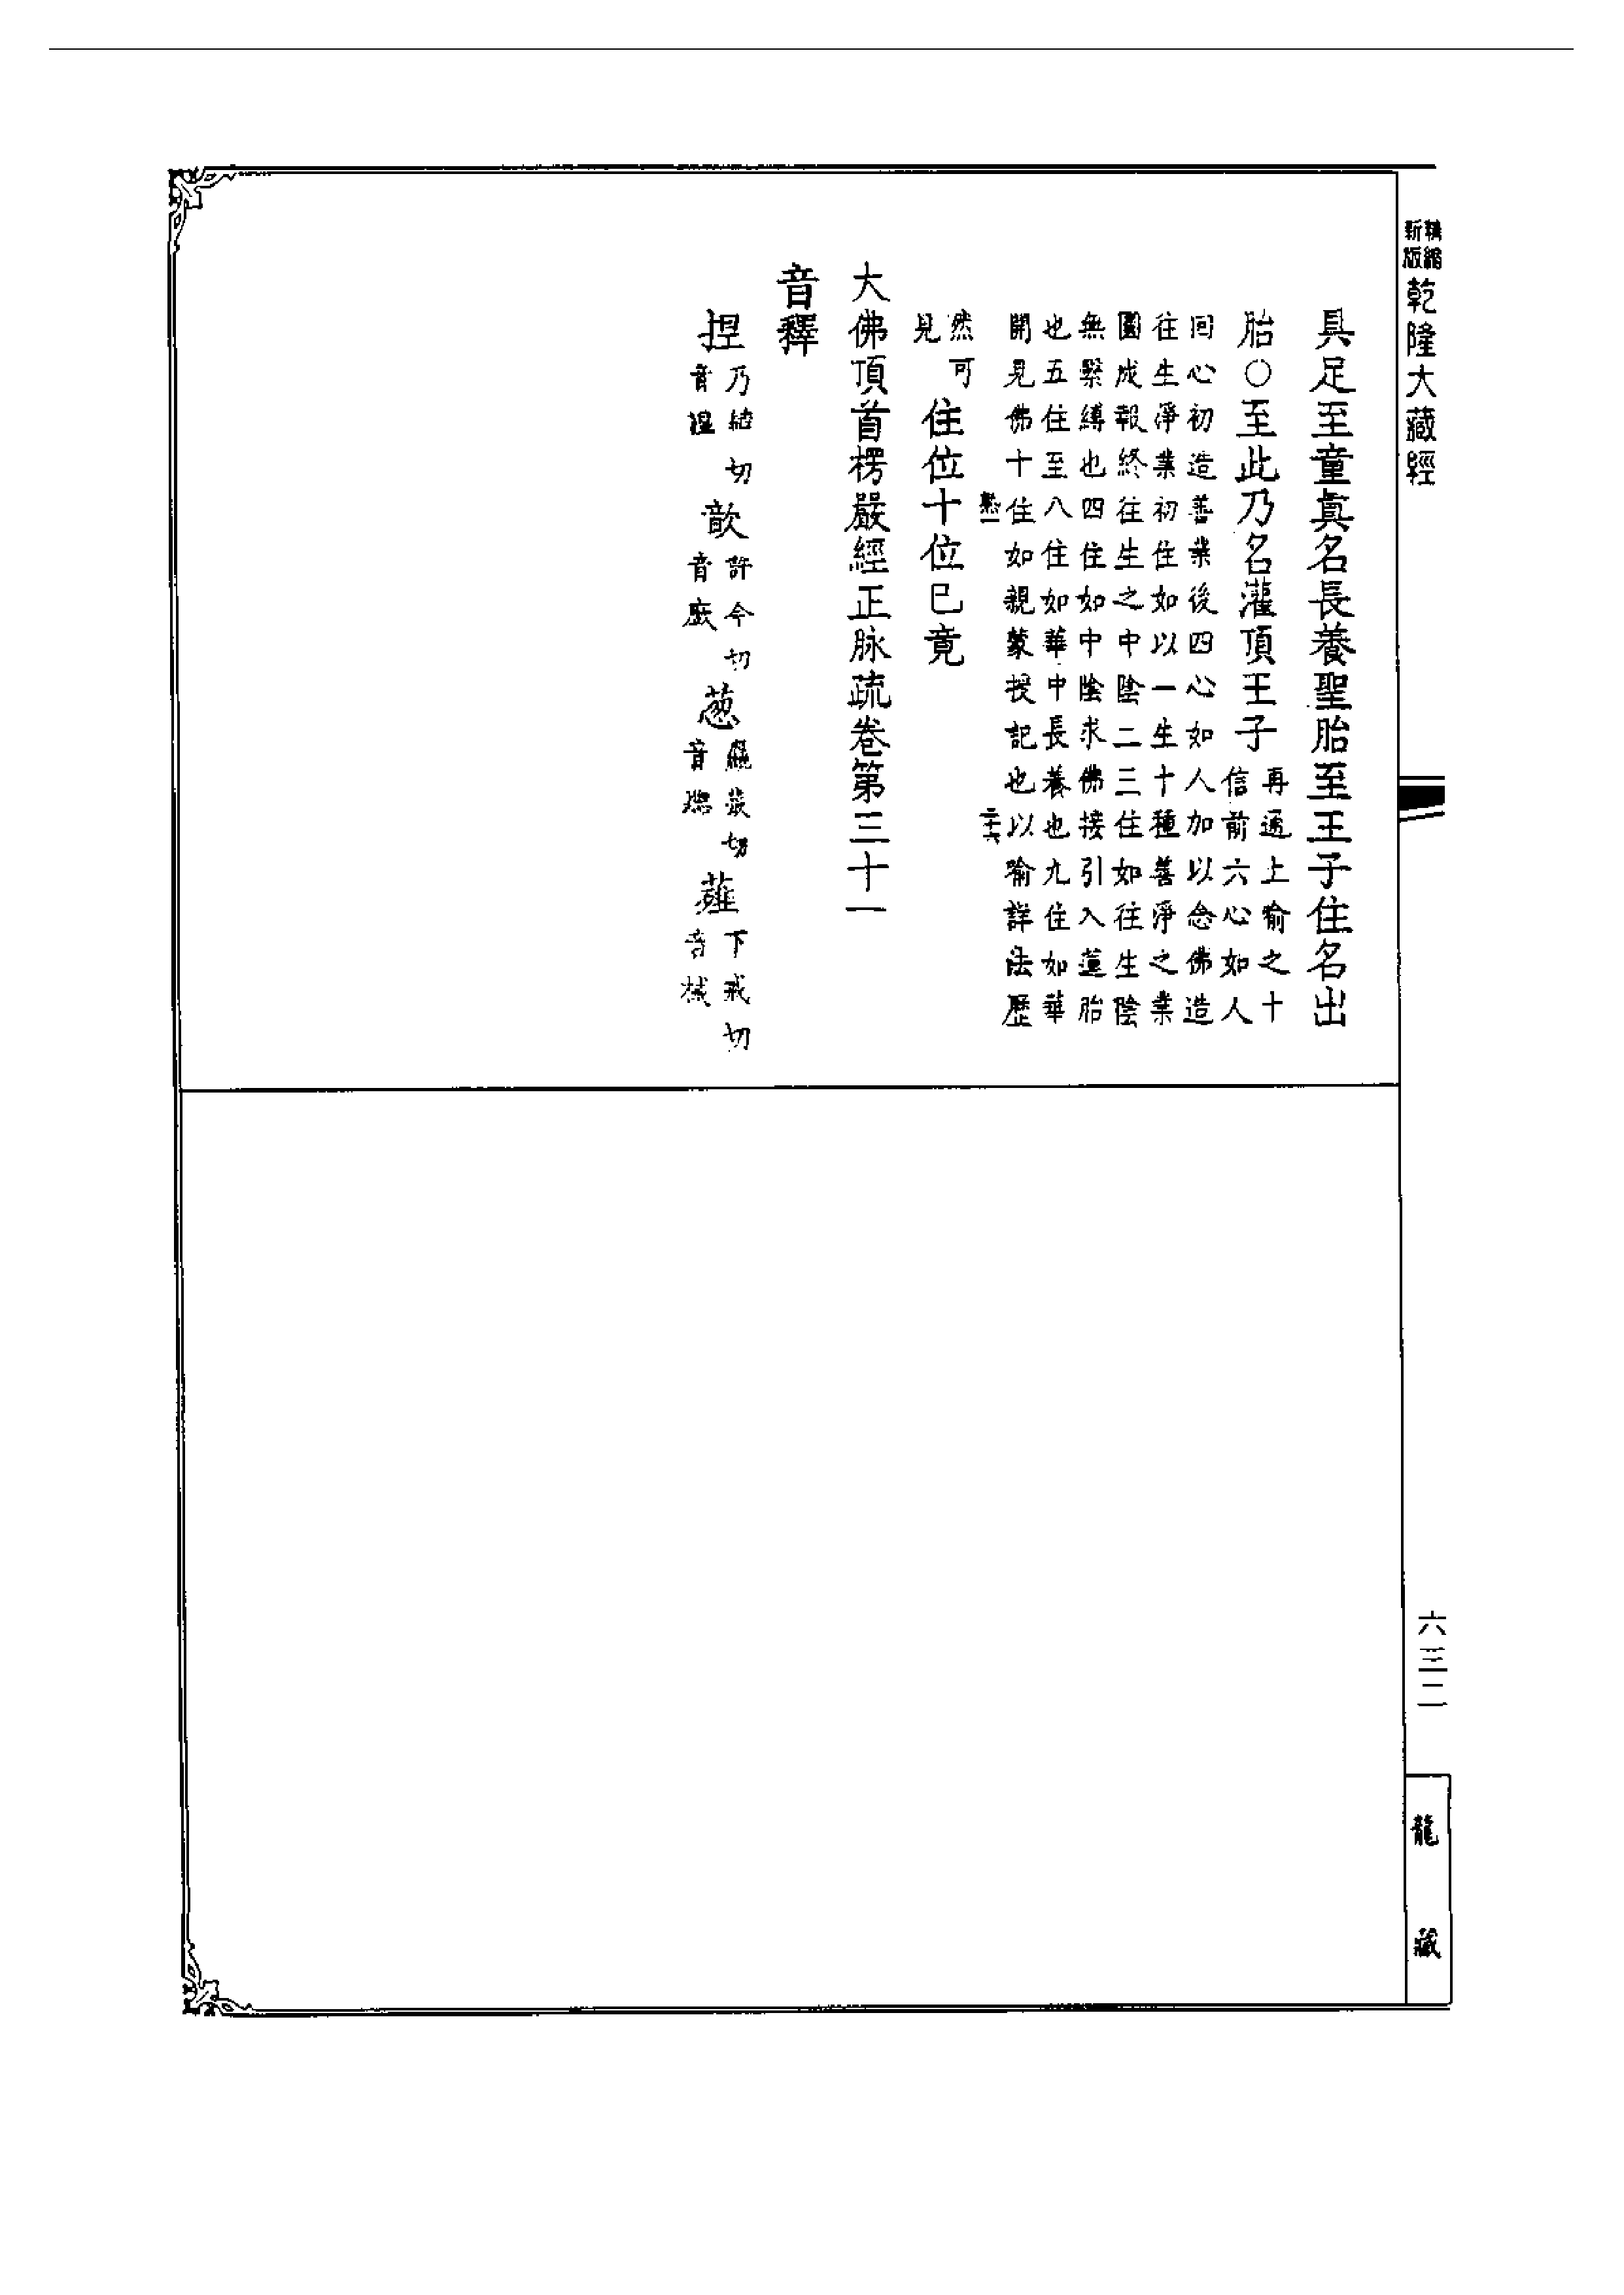 新版
乾隆大藏經
具足至童真名長養聖胎至王子住名出
胎○至此乃名灌頂王子
再通上喻之十
信前六心如人
回心初造善業後四心如人加以念佛造
往生淨業初住如以一生十種善淨之業
圓成報終往生之中陰二三住如往生陰
無繫縛也四住如中陰求佛接引入蓮胎
也五住至八住如華中長養也九住如華
開見佛十住如親蒙授記也以喻詳法歷
二十六
然可
見
住位十位已竟
大佛頂首楞嚴經正脉疏卷第三十一
音釋
捏
乃結切
音涅
歆
許今切
音
葱
音
薤
下戒切
音械
六三二
龍藏